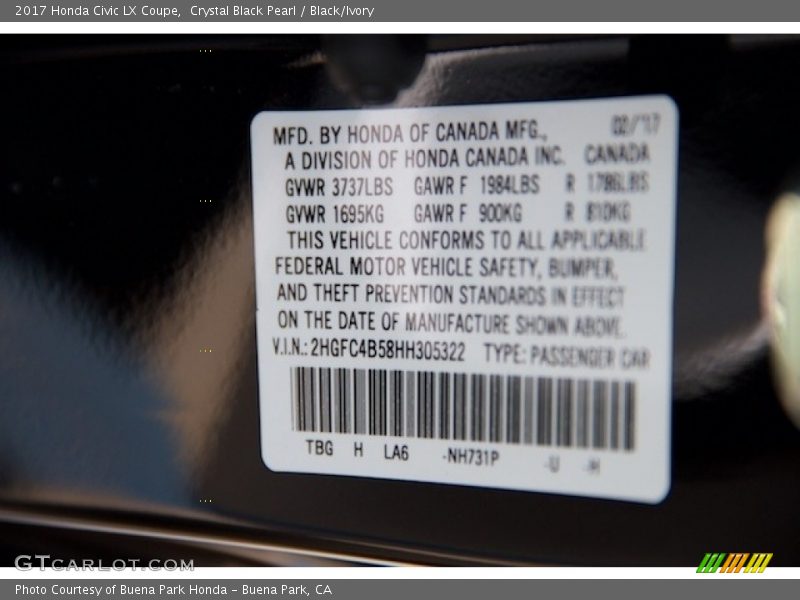 2017 Honda Civic LX Coupe, Crystal Black Pearl / Black/Ivory
MFD. BY HONDA OF CANADA MFG., 02/17
A DIVISION OF HONDA CANADA INC. CANADA
GVWR 3737LBS GAWR F 1984LBS R 1786LBS
GVWR 1695KG GAWR F 900KG R 810KG
THIS VEHICLE CONFORMS TO ALL APPLICABLE
FEDERAL MOTOR VEHICLE SAFETY, BUMPER,
AND THEFT PREVENTION STANDARDS IN EFFECT
ON THE DATE OF MANUFACTURE SHOWN ABOVE.
V.I.N.: 2HGFC4B58HH305322 TYPE: PASSENGER CAR
TBG H LA6 -NH731P -U -H
GTCARLOT.COM
Photo Courtesy of Buena Park Honda – Buena Park, CA